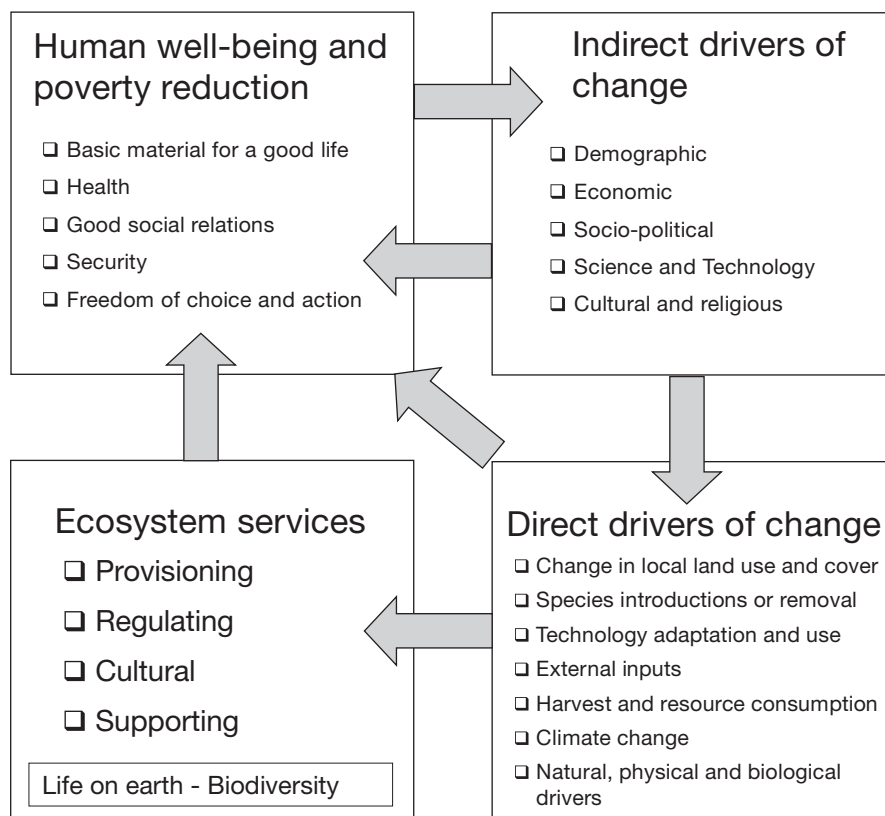 Human well-being and
poverty reduction
❑ Basic material for a good life
❑ Health
❑ Good social relations
❑ Security
❑ Freedom of choice and action
Indirect drivers of
change
❑ Demographic
❑ Economic
❑ Socio-political
❑ Science and Technology
❑ Cultural and religious
Ecosystem services
❑ Provisioning
❑ Regulating
❑ Cultural
❑ Supporting
Life on earth - Biodiversity
Direct drivers of change
❑ Change in local land use and cover
❑ Species introductions or removal
❑ Technology adaptation and use
❑ External inputs
❑ Harvest and resource consumption
❑ Climate change
❑ Natural, physical and biological
drivers